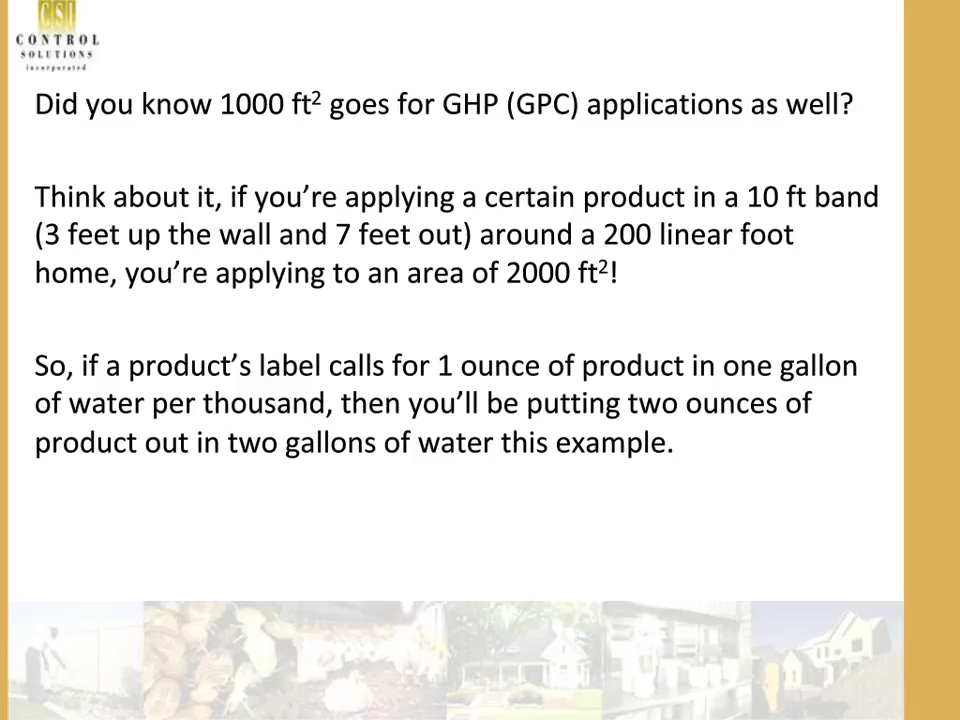 CSI
CONTROL
SOLUTIONS
incorporated
Did you know 1000 ft² goes for GHP (GPC) applications as well?
Think about it, if you’re applying a certain product in a 10 ft band
(3 feet up the wall and 7 feet out) around a 200 linear foot
home, you’re applying to an area of 2000 ft²!
So, if a product’s label calls for 1 ounce of product in one gallon
of water per thousand, then you’ll be putting two ounces of
product out in two gallons of water this example.